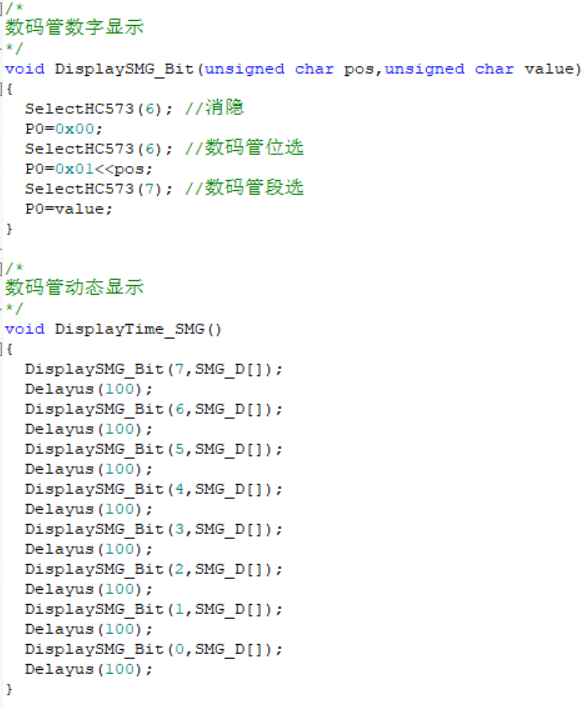 /*
数码管数字显示
*/
void DisplaySMG_Bit(unsigned char pos,unsigned char value)
{
  SelectHC573(6); //消隐
  P0=0x00;
  SelectHC573(6); //数码管位选
  P0=0x01<<pos;
  SelectHC573(7); //数码管段选
  P0=value;
}
/*
数码管动态显示
*/
void DisplayTime_SMG()
{
  DisplaySMG_Bit(7,SMG_D[]);
  Delayus(100);
  DisplaySMG_Bit(6,SMG_D[]);
  Delayus(100);
  DisplaySMG_Bit(5,SMG_D[]);
  Delayus(100);
  DisplaySMG_Bit(4,SMG_D[]);
  Delayus(100);
  DisplaySMG_Bit(3,SMG_D[]);
  Delayus(100);
  DisplaySMG_Bit(2,SMG_D[]);
  Delayus(100);
  DisplaySMG_Bit(1,SMG_D[]);
  Delayus(100);
  DisplaySMG_Bit(0,SMG_D[]);
  Delayus(100);
}